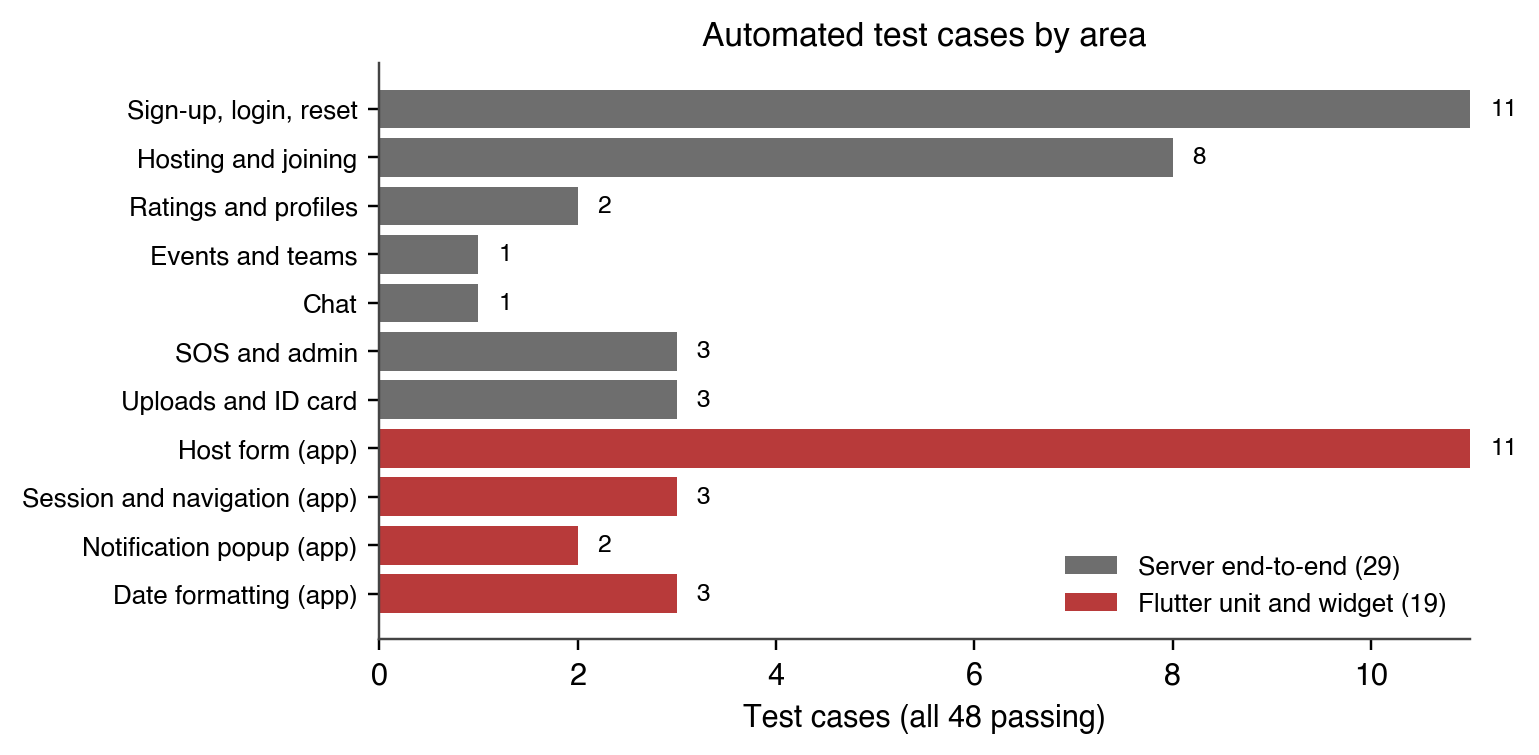 Automated test cases by area
Sign-up, login, reset 11
Hosting and joining 8
Ratings and profiles 2
Events and teams 1
Chat 1
SOS and admin 3
Uploads and ID card 3
Host form (app) 11
Session and navigation (app) 3
Notification popup (app) 2
Date formatting (app) 3
Server end-to-end (29)
Flutter unit and widget (19)
0 2 4 6 8 10
Test cases (all 48 passing)